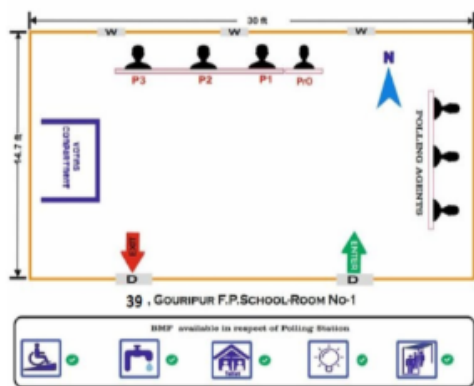 30 ft
W W W
P3 P2 P1 PrO
N
14.7 ft
VOTING
COMPARTMENT
POLLING AGENTS
EXIT
ENTER
D D
39 . GOURIPUR F.P.SCHOOL-ROOM NO-1
BMF available in respect of Polling Station